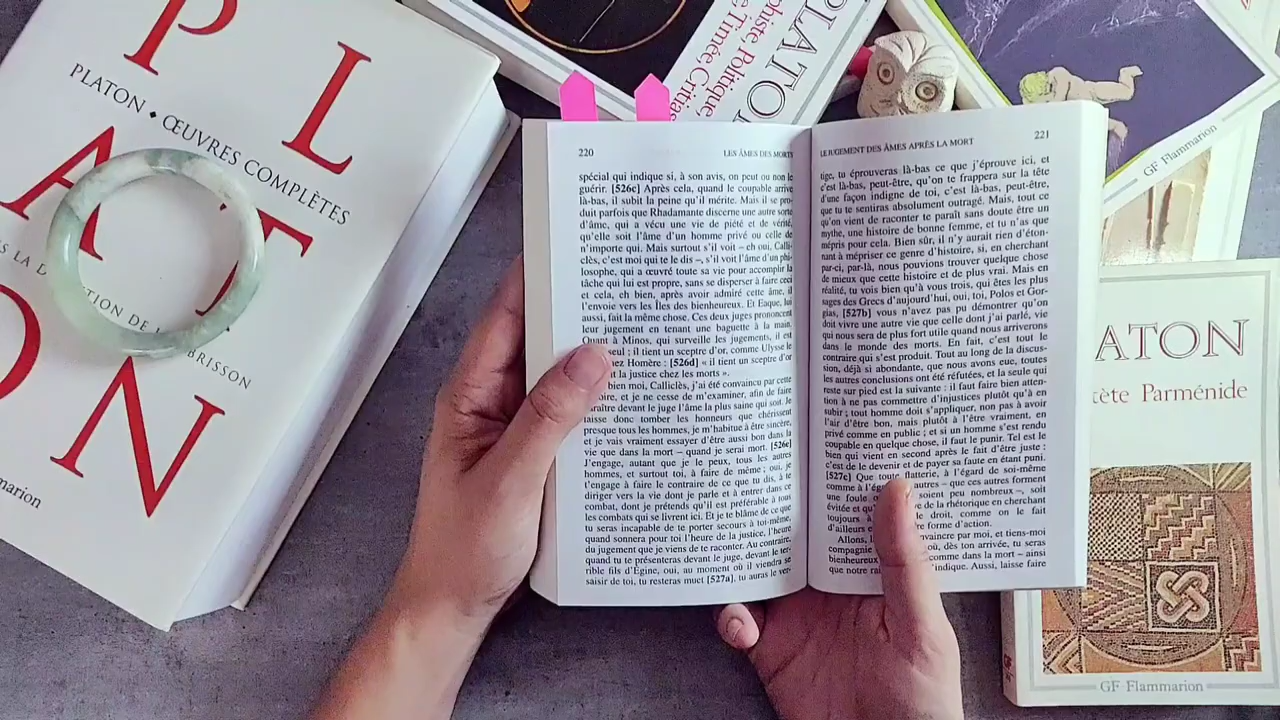 PLATON
PLATON ◆ ŒUVRES COMPLÈTES
BRISSON
PLATO
phiste, Politique,
Timée, Critias
GF Flammarion
ATON
tète Parménide
GF Flammarion
220
LES ÂMES DES MORTS
spécial qui indique si, à son avis, on peut ou non le
guérir. [526c] Après cela, quand le coupable arrive
là-bas, il subit la peine qu'il mérite. Mais il se pro-
duit parfois que Rhadamante discerne une autre sorte
d'âme, qui a vécu une vie de piété et de vérité,
qu'elle soit l'âme d'un homme privé ou celle de
n'importe qui. Mais surtout s'il voit – eh oui, Calli-
clès, c'est moi qui te le dis –, s'il voit l'âme d'un phi-
losophe, qui a œuvré toute sa vie pour accomplir la
tâche qui lui est propre, sans se disperser à faire ceci
et cela, eh bien, après avoir admiré cette âme, il
l'envoie vers les Îles des bienheureux. Et Eaque, lui
aussi, fait la même chose. Ces deux juges prononcent
leur jugement en tenant une baguette à la main.
Quant à Minos, qui surveille les jugements, il est
seul ; il tient un sceptre d'or, comme Ulysse le
ez Homère : [526d] « il tient un sceptre d'or
t la justice chez les morts ».
bien moi, Calliclès, j'ai été convaincu par cette
oire, et je ne cesse de m'examiner, afin de faire
raître devant le juge l'âme la plus saine qui soit. Je
laisse donc tomber les honneurs que chérissent
presque tous les hommes, je m'habitue à être sincère,
et je vais vraiment essayer d'être aussi bon dans la
vie que dans la mort – quand je serai mort. [526e]
J'engage, autant que je le peux, tous les autres
hommes, et surtout toi, à faire de même ; oui, je
t'engage à faire le contraire de ce que tu dis, à te
diriger vers la vie dont je parle et à entrer dans ce
combat, dont je prétends qu'il est préférable à tous
les combats qui se livrent ici. Et je te blâme de ce que
tu seras incapable de te porter secours à toi-même,
quand sonnera pour toi l'heure de la justice, l'heure
du jugement que je viens de te raconter. Au contraire,
quand tu te présenteras devant le juge, devant le ter-
rible fils d'Égine, oui, au moment où il viendra se
saisir de toi, tu resteras muet [527a], tu auras le ver-
LE JUGEMENT DES ÂMES APRÈS LA MORT
221
tige, tu éprouveras là-bas ce que j'éprouve ici, et
c'est là-bas, peut-être, qu'on te frappera sur la tête
d'une façon indigne de toi, c'est là-bas, peut-être,
que tu te sentiras absolument outragé. Mais, tout ce
qu'on vient de raconter te paraît sans doute être un
mythe, une histoire de bonne femme, et tu n'as que
mépris pour cela. Bien sûr, il n'y aurait rien d'éton-
nant à mépriser ce genre d'histoire, si, en cherchant
par-ci, par-là, nous pouvions trouver quelque chose
de mieux que cette histoire et de plus vrai. Mais en
réalité, tu vois bien qu'à vous trois, qui êtes les plus
sages des Grecs d'aujourd'hui, oui, toi, Polos et Gor-
gias, [527b] vous n'avez pas pu démontrer qu'on
doit vivre une autre vie que celle dont j'ai parlé, vie
qui nous sera de plus fort utile quand nous arriverons
dans le monde des morts. En fait, c'est tout le
contraire qui s'est produit. Tout au long de la discus-
sion, déjà si abondante, que nous avons eue, toutes
les autres conclusions ont été réfutées, et la seule qui
reste sur pied est la suivante : il faut faire bien atten-
tion à ne pas commettre d'injustices plutôt qu'à en
subir ; tout homme doit s'appliquer, non pas à avoir
l'air d'être bon, mais plutôt à l'être vraiment, en
privé comme en public ; et si un homme s'est rendu
coupable en quelque chose, il faut le punir. Tel est le
bien qui vient en second après le fait d'être juste :
c'est de le devenir et de payer sa faute en étant puni.
[527c] Que toute flatterie, à l'égard de soi-même
comme à l'ég autres – que ces autres forment
une foule o soient peu nombreux –, soit
évitée et qu' ve de la rhétorique en cherchant
toujours à le droit, comme on le fait
d'ailleurs e re forme d'action.
Allons, l vaincre par moi, et tiens-moi
compagnie où, dès ton arrivée, tu seras
bienheureux comme dans la mort – ainsi
que notre rai indique. Aussi, laisse faire